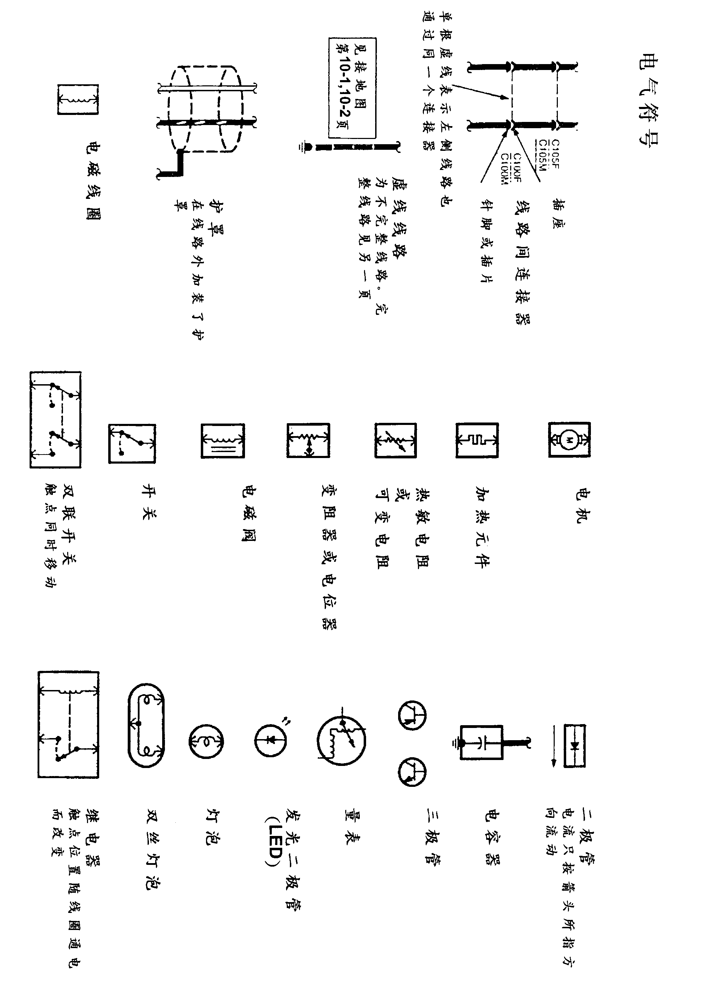 电气符号
C105F
C105M
C100F
C100M
插座
线路间连接器
针脚或插片
单根虚线表示左侧线路也
通过同一个连接器
见接地图
第10-1,10-2页
虚线线路
为不完整线路。完
整线路见另一页
护罩
在线路外加装了护
罩
电磁线圈
M
电机
加热元件
热敏电阻
或
可变电阻
变阻器或电位器
电磁阀
开关
双联开关
触点同时移动
二极管
电流只按箭头所指方
向流动
电容器
三极管
量表
发光二极管
(LED)
灯泡
双丝灯泡
继电器
触点位置随线圈通电
而改变